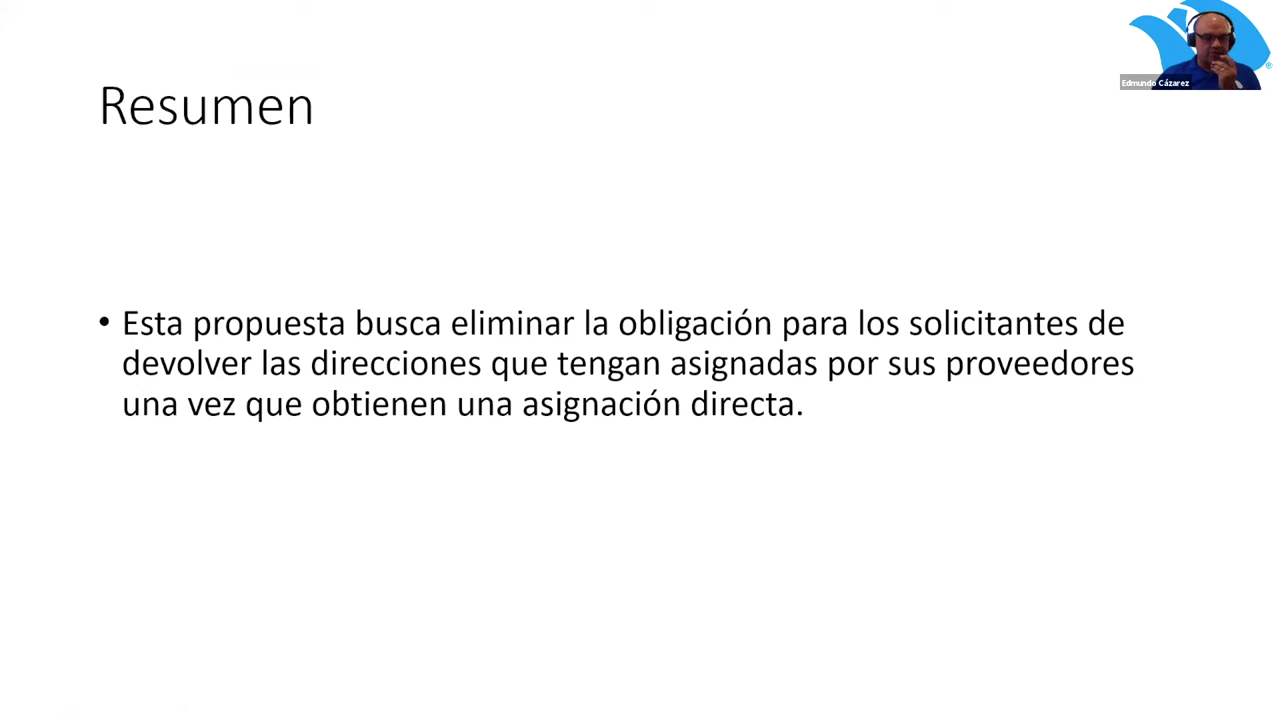 Resumen
Edmundo Cázarez
• Esta propuesta busca eliminar la obligación para los solicitantes de
devolver las direcciones que tengan asignadas por sus proveedores
una vez que obtienen una asignación directa.